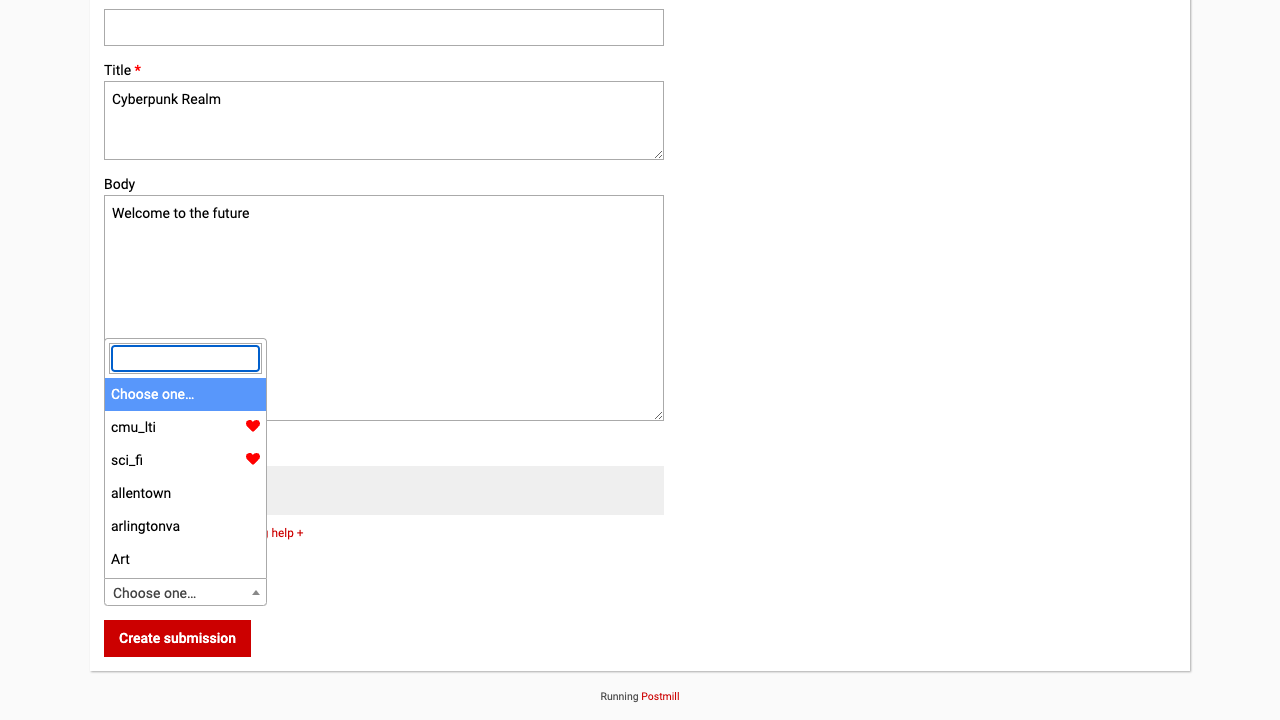 Title *
Cyberpunk Realm
Body
Welcome to the future
Choose one…
cmu_lti
sci_fi
allentown
arlingtonva
help +
Art
Choose one…
Create submission
Running Postmill